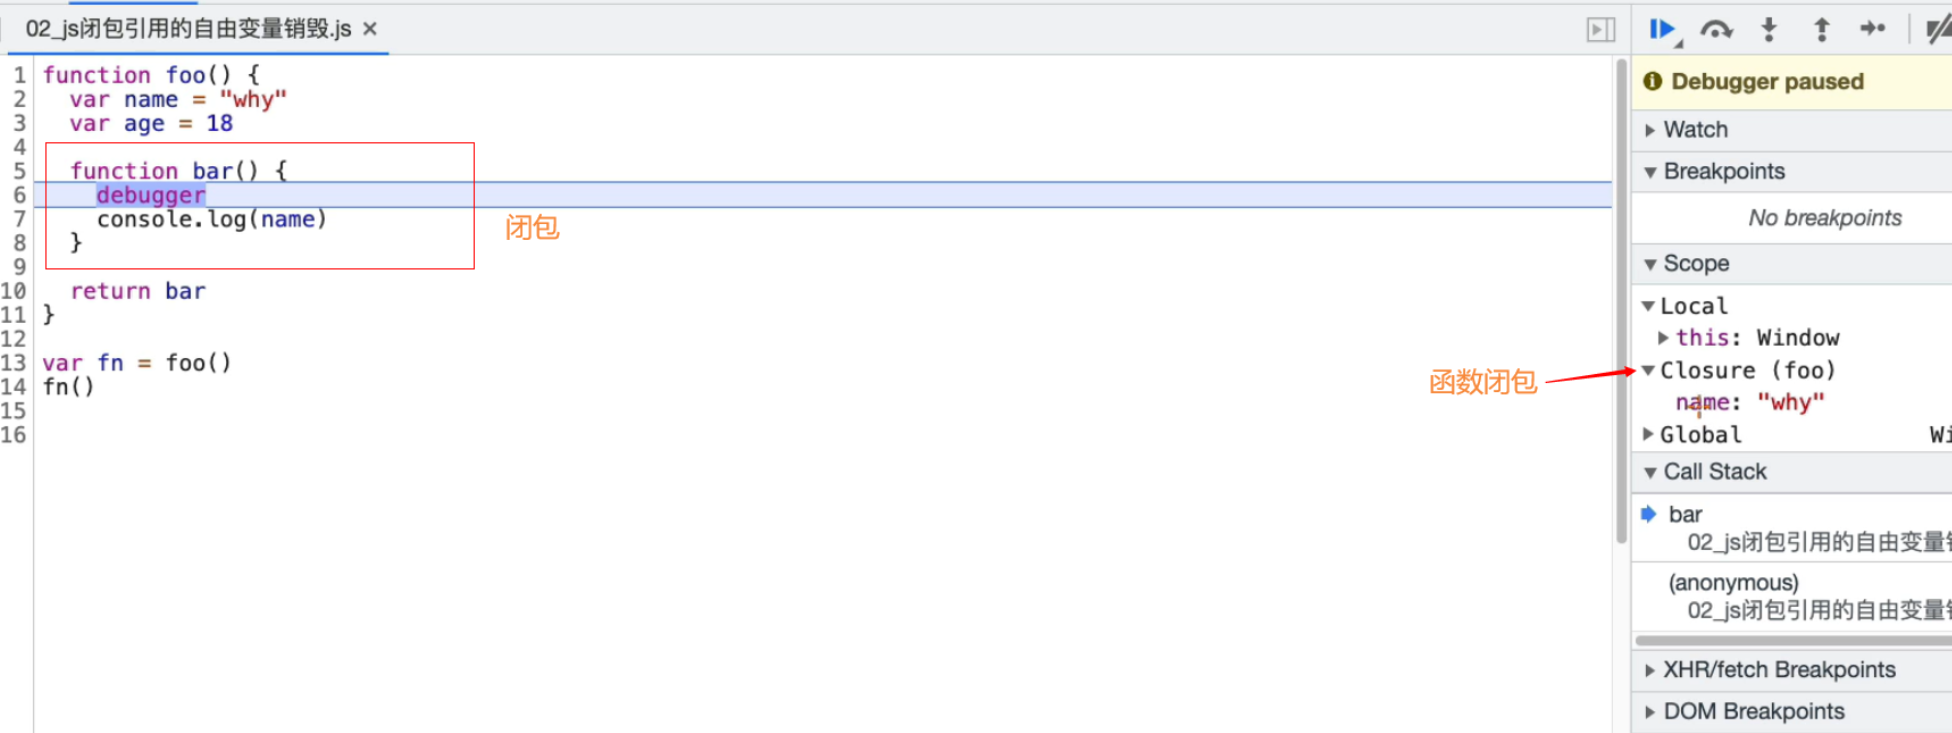 02_js闭包引用的自由变量销毁.js ×
1 function foo() {
2 var name = "why"
3 var age = 18
4
5 function bar() {
6 debugger
7 console.log(name)
8 }
9
10 return bar
11 }
12
13 var fn = foo()
14 fn()
15
16
闭包
函数闭包
Debugger paused
Watch
Breakpoints
No breakpoints
Scope
Local
this: Window
Closure (foo)
name: "why"
Global Wi
Call Stack
bar
02_js闭包引用的自由变量
(anonymous)
02_js闭包引用的自由变量
XHR/fetch Breakpoints
DOM Breakpoints